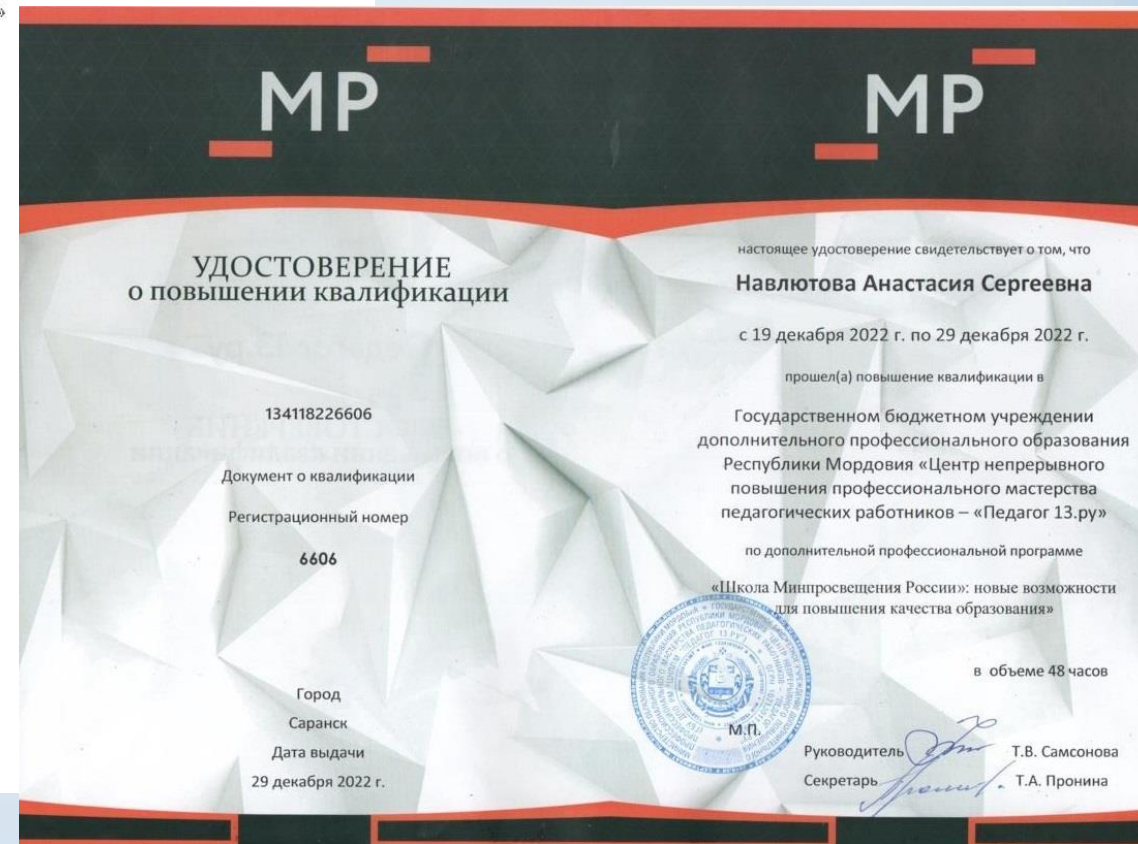 »
МР
УДОСТОВЕРЕНИЕ
о повышении квалификации
134118226606
Документ о квалификации
Регистрационный номер
6606
Город
Саранск
Дата выдачи
29 декабря 2022 г.
МР
настоящее удостоверение свидетельствует о том, что
Навлютова Анастасия Сергеевна
с 19 декабря 2022 г. по 29 декабря 2022 г.
прошел(а) повышение квалификации в
Государственном бюджетном учреждении
дополнительного профессионального образования
Республики Мордовия «Центр непрерывного
повышения профессионального мастерства
педагогических работников – «Педагог 13.ру»
по дополнительной профессиональной программе
«Школа Минпросвещения России»: новые возможности
для повышения качества образования»
в объеме 48 часов
М.П.
Руководитель Т.В. Самсонова
Секретарь Т.А. Пронина